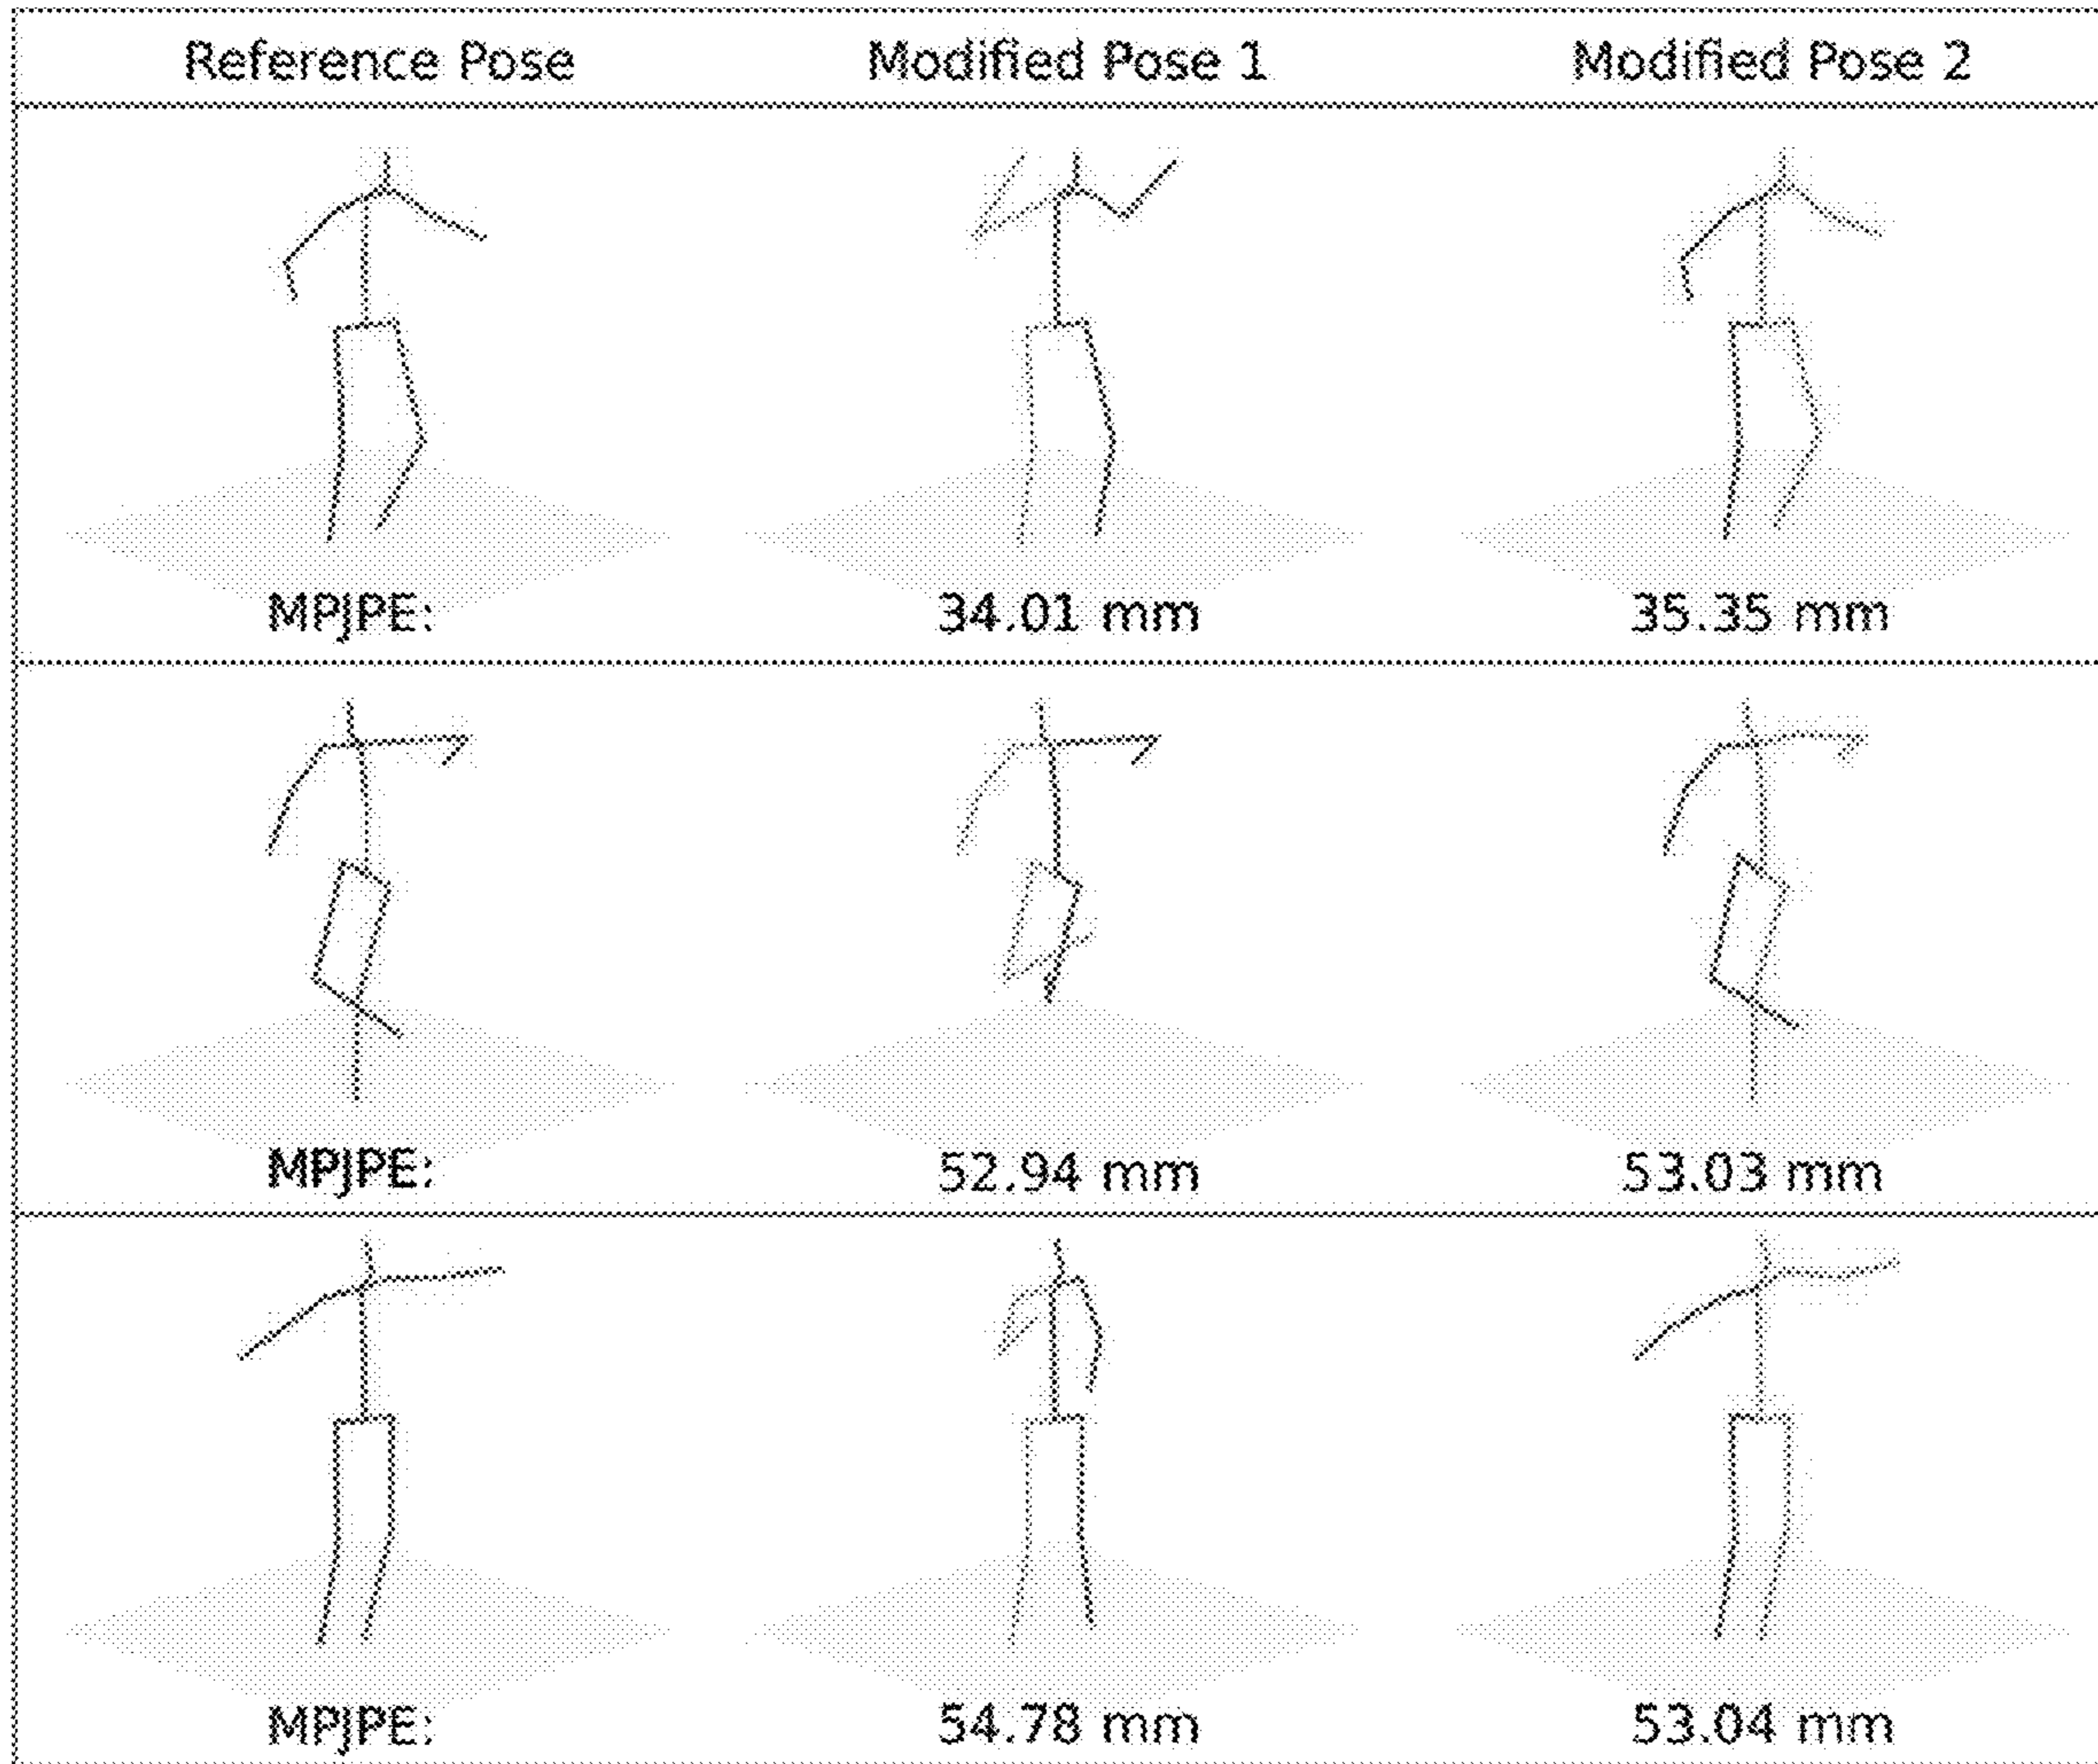 Reference Pose Modified Pose 1 Modified Pose 2
MPJPE: 34.01 mm 35.35 mm
MPJPE: 52.94 mm 53.03 mm
MPJPE: 54.78 mm 53.04 mm